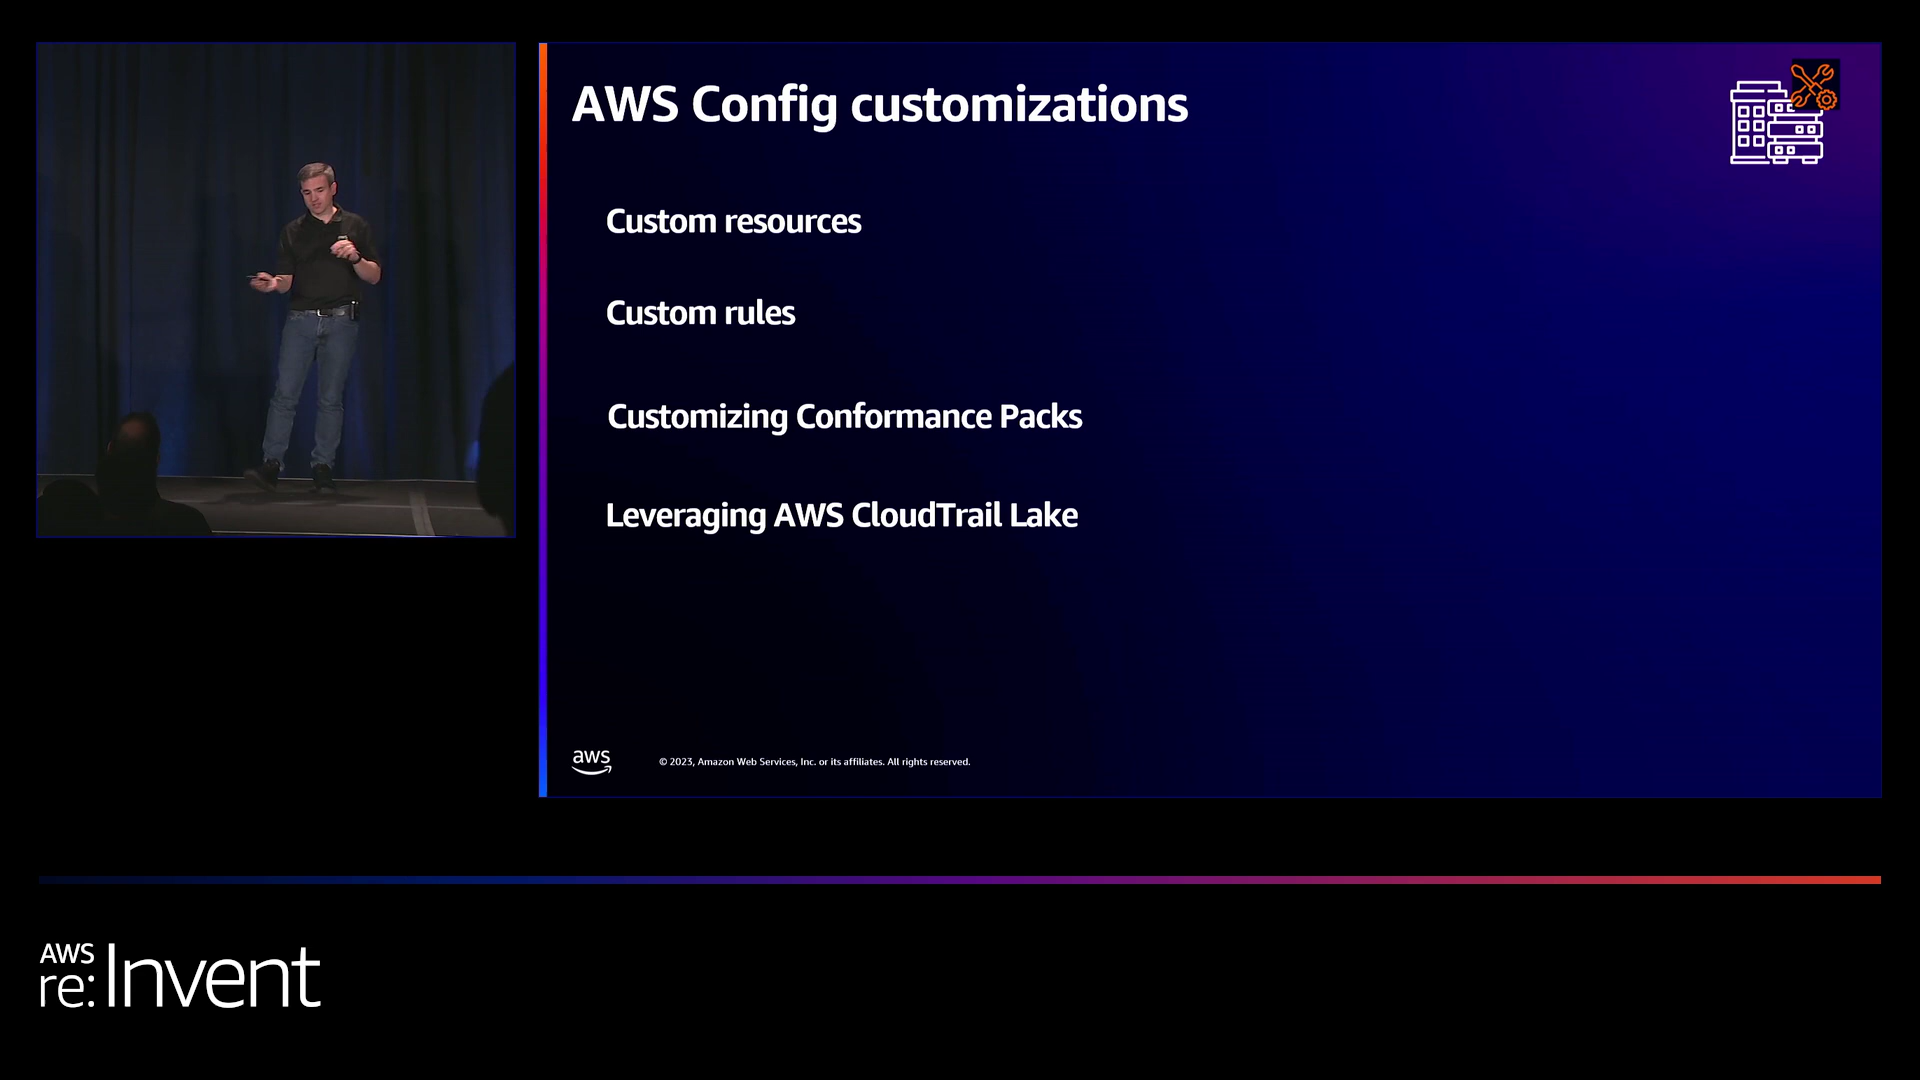 AWS Config customizations
Custom resources
Custom rules
Customizing Conformance Packs
Leveraging AWS CloudTrail Lake
aws
© 2023, Amazon Web Services, Inc. or its affiliates. All rights reserved.
AWS
re:Invent